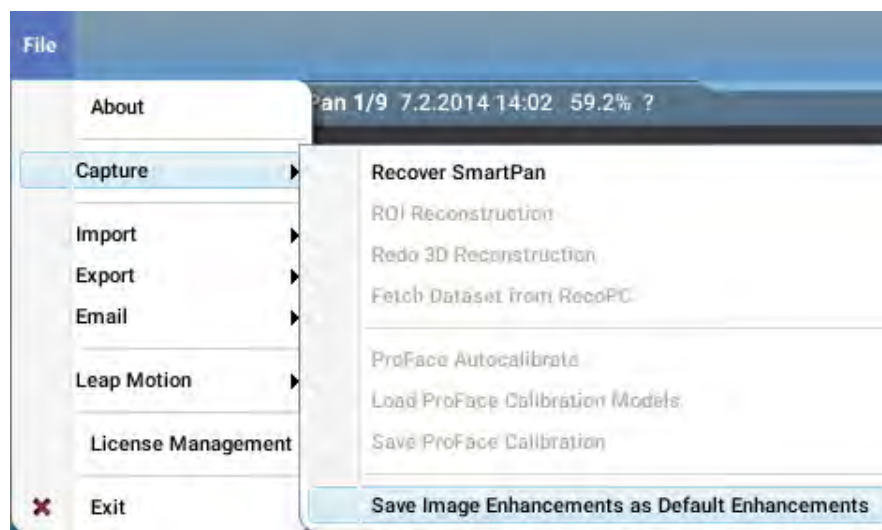 File
About
Pan 1/9 7.2.2014 14:02 59.2% ?
Capture
Recover SmartPan
ROI Reconstruction
Redo 3D Reconstruction
Fetch Dataset from RecoPC
Import
Export
Email
ProFace Autocalibrate
Load ProFace Calibration Models
Save ProFace Calibration
Leap Motion
License Management
Exit
Save Image Enhancements as Default Enhancements